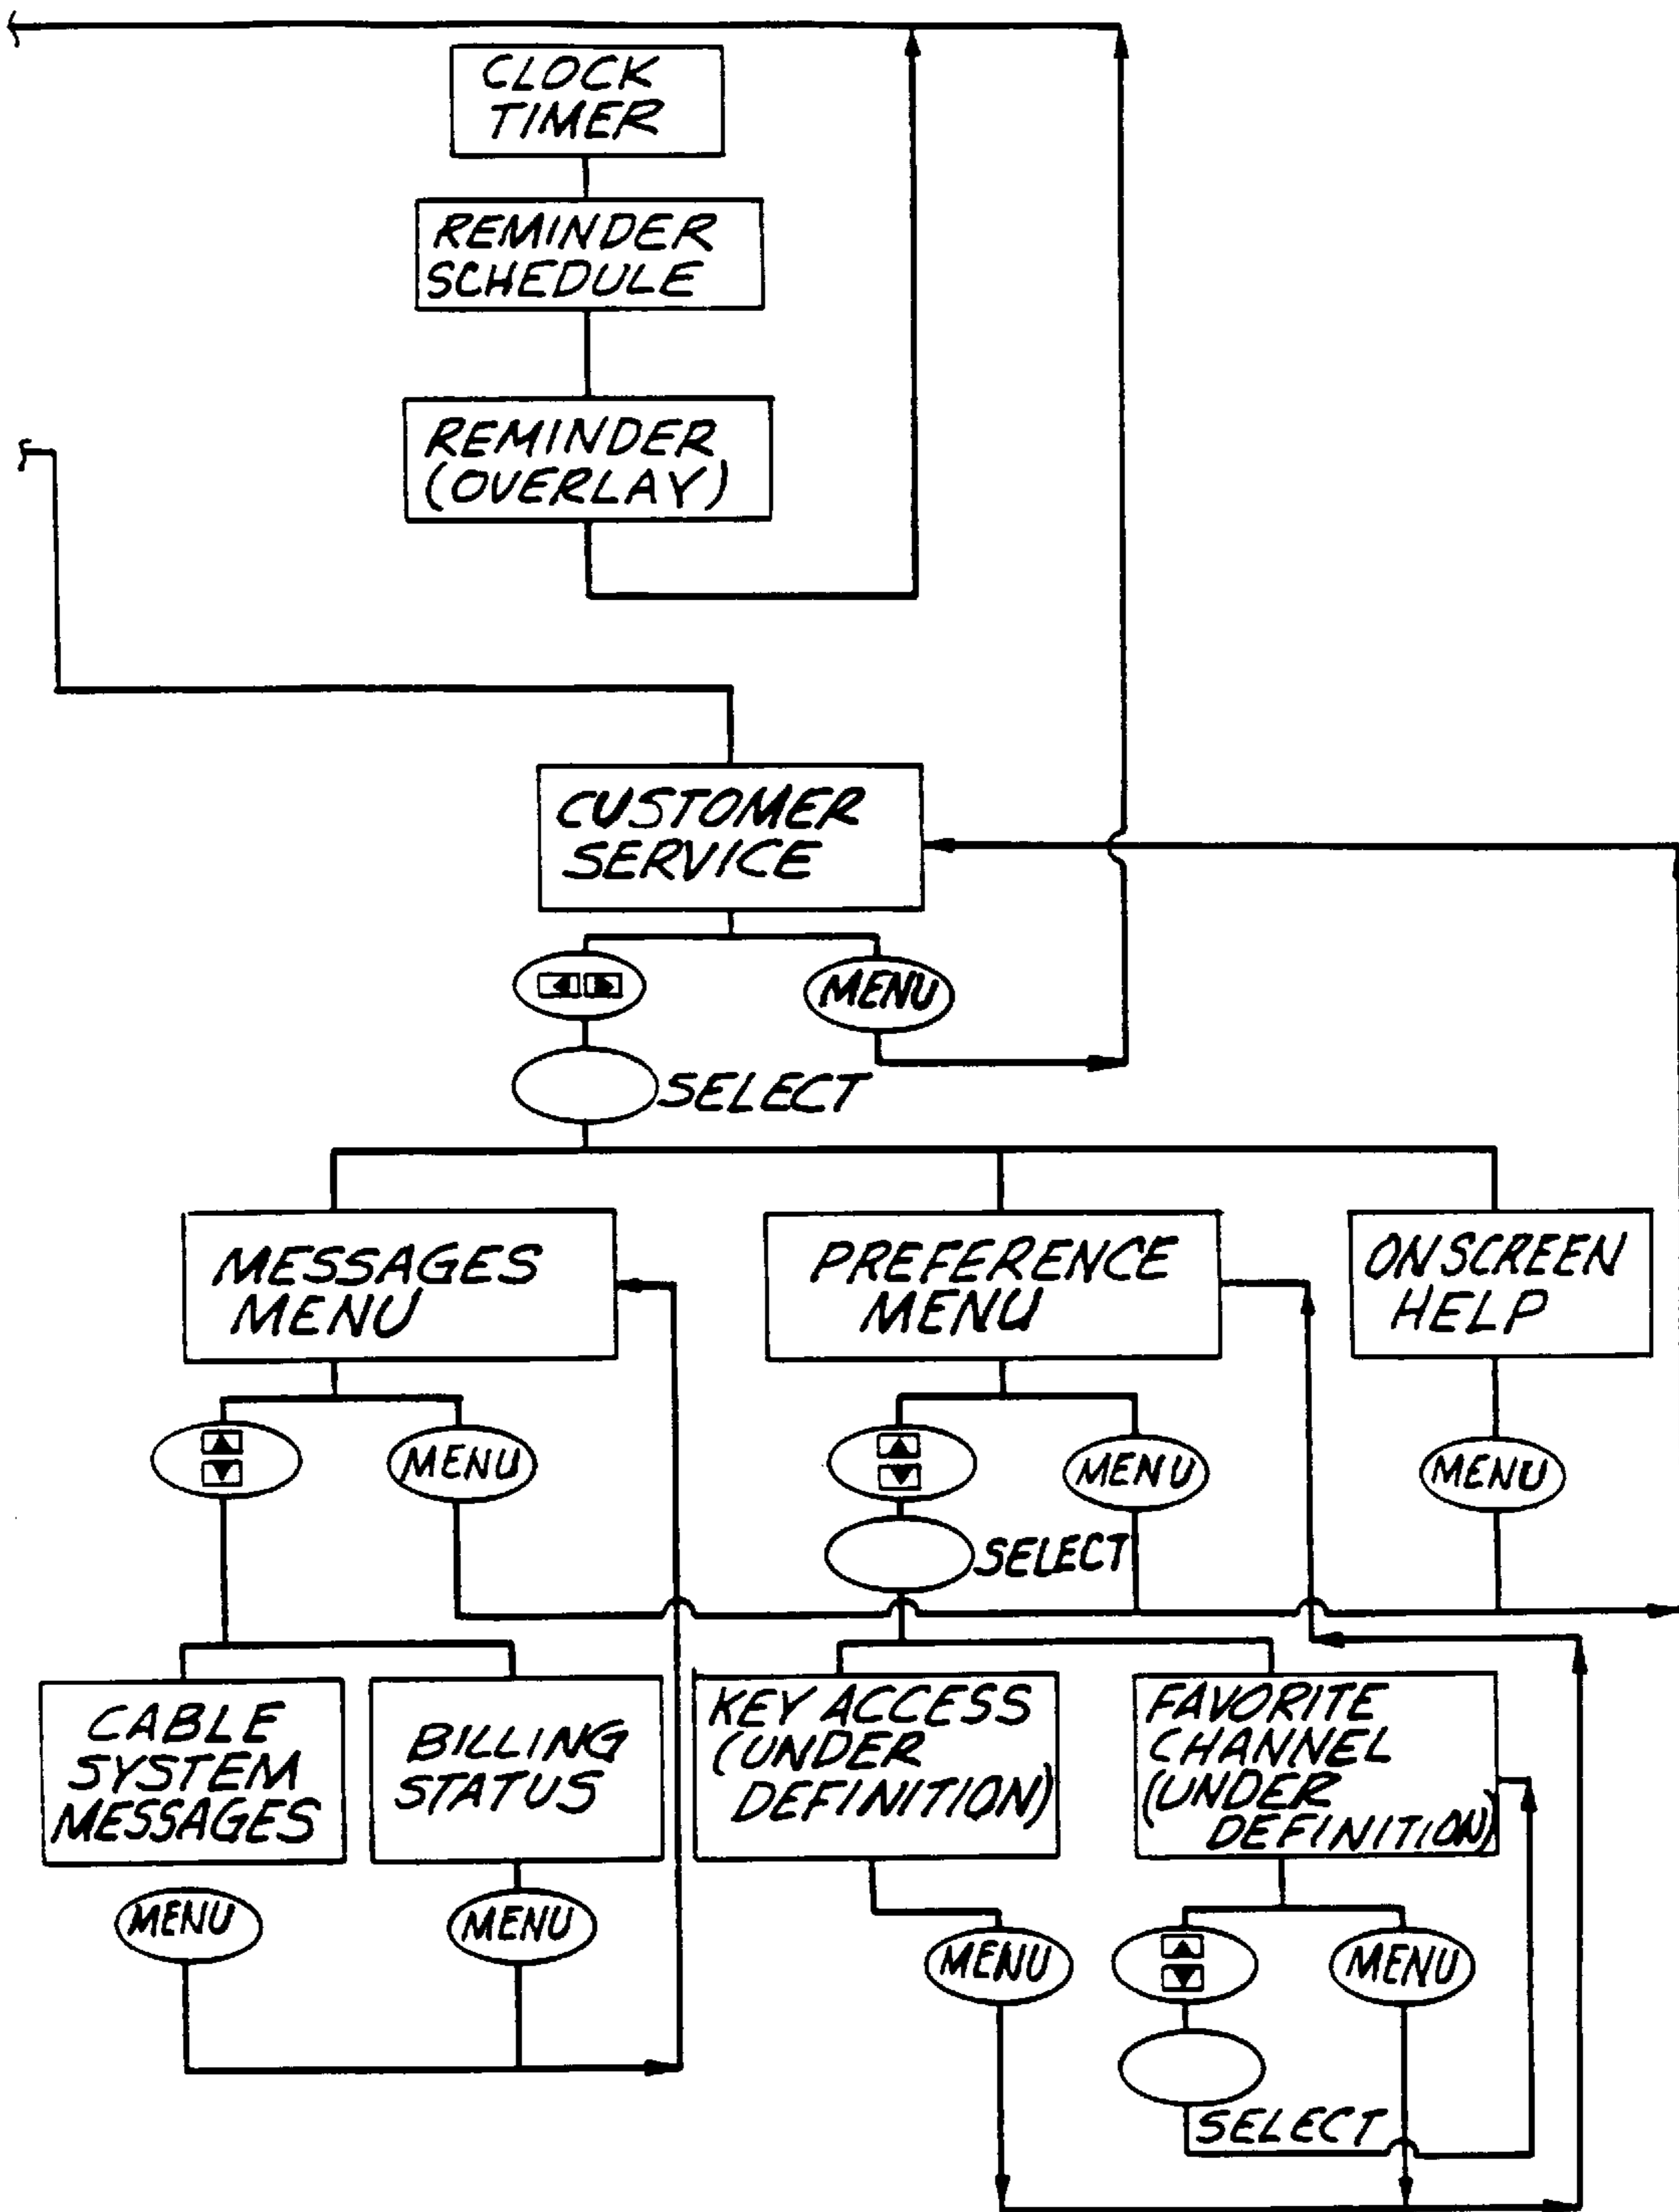 CLOCK
TIMER
REMINDER
SCHEDULE
REMINDER
(OVERLAY)
CUSTOMER
SERVICE
MENU
SELECT
MESSAGES
MENU
PREFERENCE
MENU
ON SCREEN
HELP
MENU
MENU
MENU
SELECT
CABLE
SYSTEM
MESSAGES
BILLING
STATUS
KEY ACCESS
(UNDER
DEFINITION)
FAVORITE
CHANNEL
(UNDER
DEFINITION)
MENU
MENU
MENU
MENU
SELECT